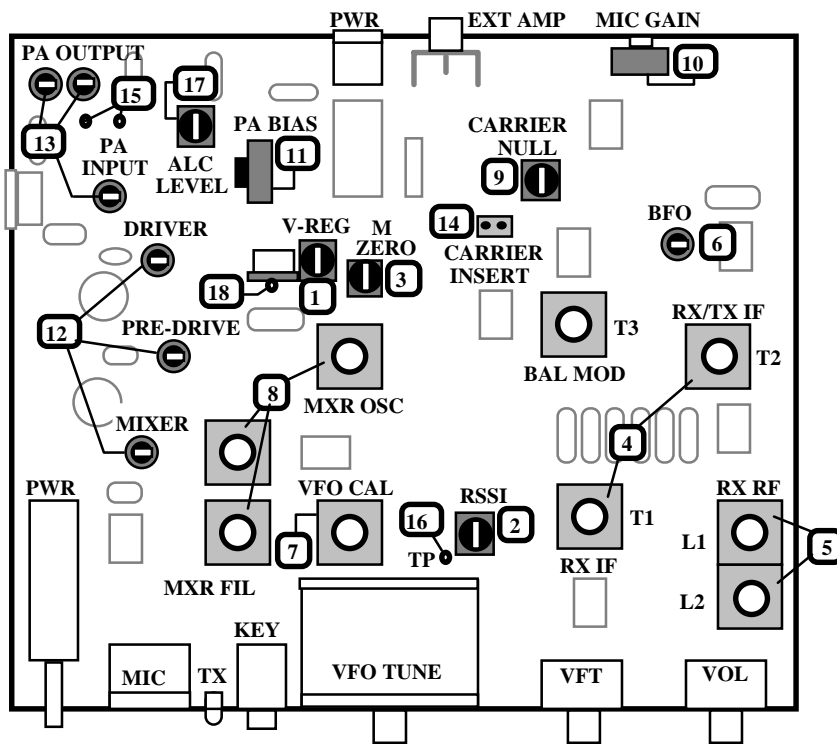 PWR
EXT AMP
MIC GAIN
PA OUTPUT
17
10
15
13
PA
INPUT
ALC
LEVEL
PA BIAS
11
CARRIER
NULL
9
DRIVER
V-REG
M
ZERO
14
CARRIER
INSERT
BFO
6
18
1
3
12
PRE-DRIVE
MXR OSC
T3
BAL MOD
RX/TX IF
T2
8
4
MIXER
PWR
VFO CAL
RSSI
16
2
T1
RX RF
L1
5
7
TP
MXR FIL
RX IF
L2
KEY
MIC
TX
VFO TUNE
VFT
VOL